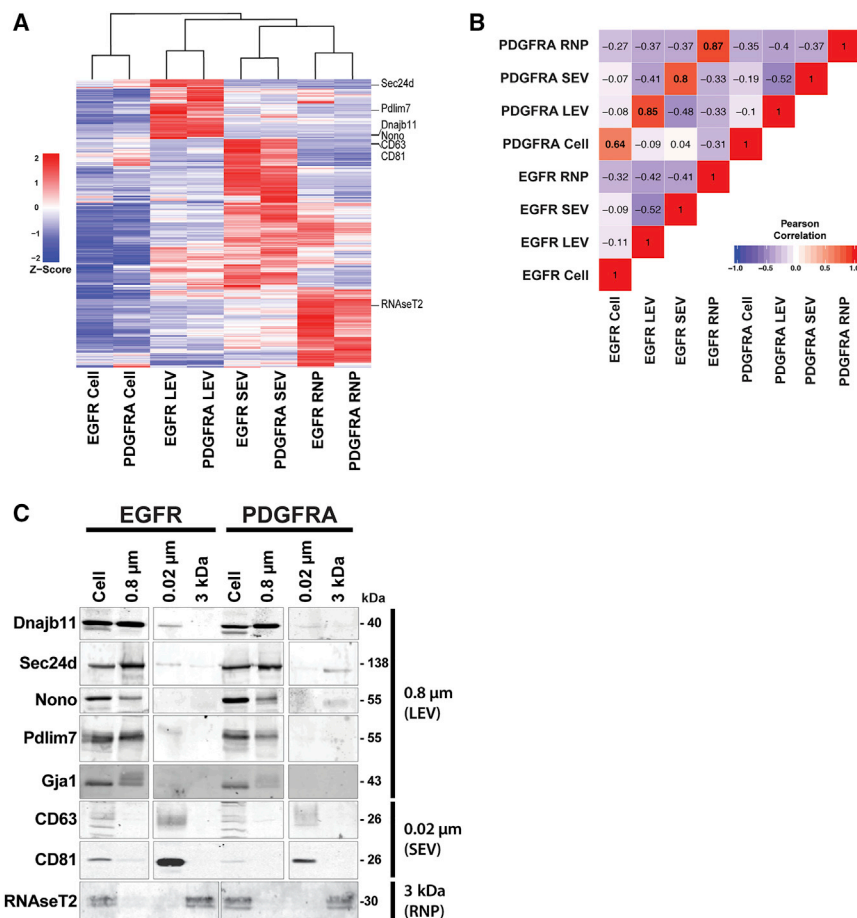 A
Sec24d
Pdlim7
Dnajb11
Nono
CD63
CD81
RNAseT2
2
1
0
−1
−2
Z-Score
EGFR Cell
PDGFRA Cell
EGFR LEV
PDGFRA LEV
EGFR SEV
PDGFRA SEV
EGFR RNP
PDGFRA RNP
B
PDGFRA RNP −0.27 −0.37 −0.37 0.87 −0.35 −0.4 −0.37 1
PDGFRA SEV −0.07 −0.41 0.8 −0.33 −0.19 −0.52 1
PDGFRA LEV −0.08 0.85 −0.48 −0.33 −0.1 1
PDGFRA Cell 0.64 −0.09 0.04 −0.31 1
EGFR RNP −0.32 −0.42 −0.41 1
EGFR SEV −0.09 −0.52 1
EGFR LEV −0.11 1
EGFR Cell 1
Pearson
Correlation
−1.0 −0.5 0.0 0.5 1.0
EGFR Cell
EGFR LEV
EGFR SEV
EGFR RNP
PDGFRA Cell
PDGFRA LEV
PDGFRA SEV
PDGFRA RNP
C
EGFR PDGFRA
Cell 0.8 µm 0.02 µm 3 kDa Cell 0.8 µm 0.02 µm 3 kDa kDa
Dnajb11 - 40
Sec24d - 138
Nono - 55
Pdlim7 - 55
Gja1 - 43
0.8 µm
(LEV)
CD63 - 26
CD81 - 26
0.02 µm
(SEV)
RNAseT2 -30
3 kDa
(RNP)